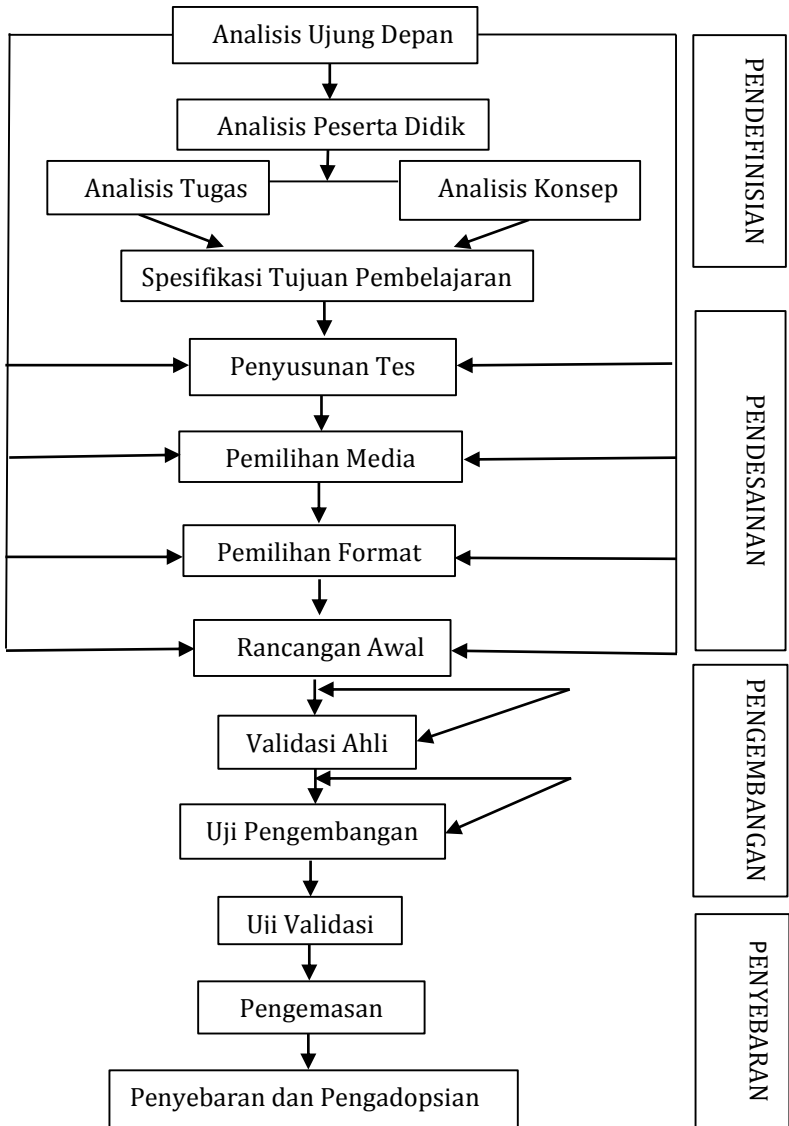 Analisis Ujung Depan
Analisis Peserta Didik
Analisis Tugas
Analisis Konsep
Spesifikasi Tujuan Pembelajaran
PENDEFINISIAN
Penyusunan Tes
Pemilihan Media
Pemilihan Format
Rancangan Awal
PENDESAINAN
Validasi Ahli
Uji Pengembangan
PENGEMBANGAN
Uji Validasi
Pengemasan
Penyebaran dan Pengadopsian
PENYEBARAN